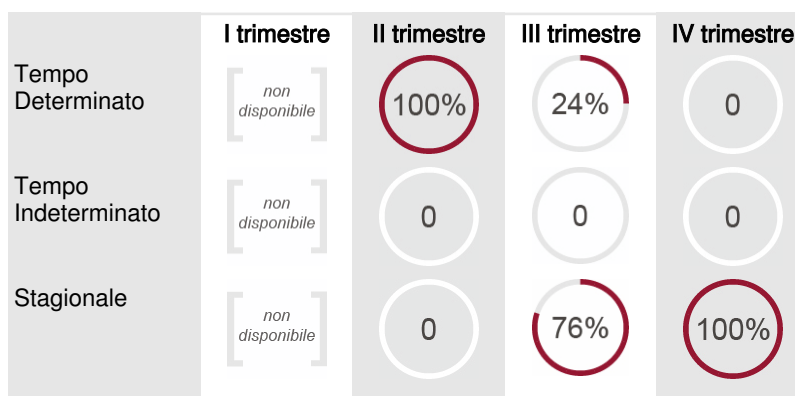 I trimestre II trimestre III trimestre IV trimestre
Tempo
Determinato
non
disponibile
100%
24%
0
Tempo
Indeterminato
non
disponibile
0
0
0
Stagionale
non
disponibile
0
76%
100%